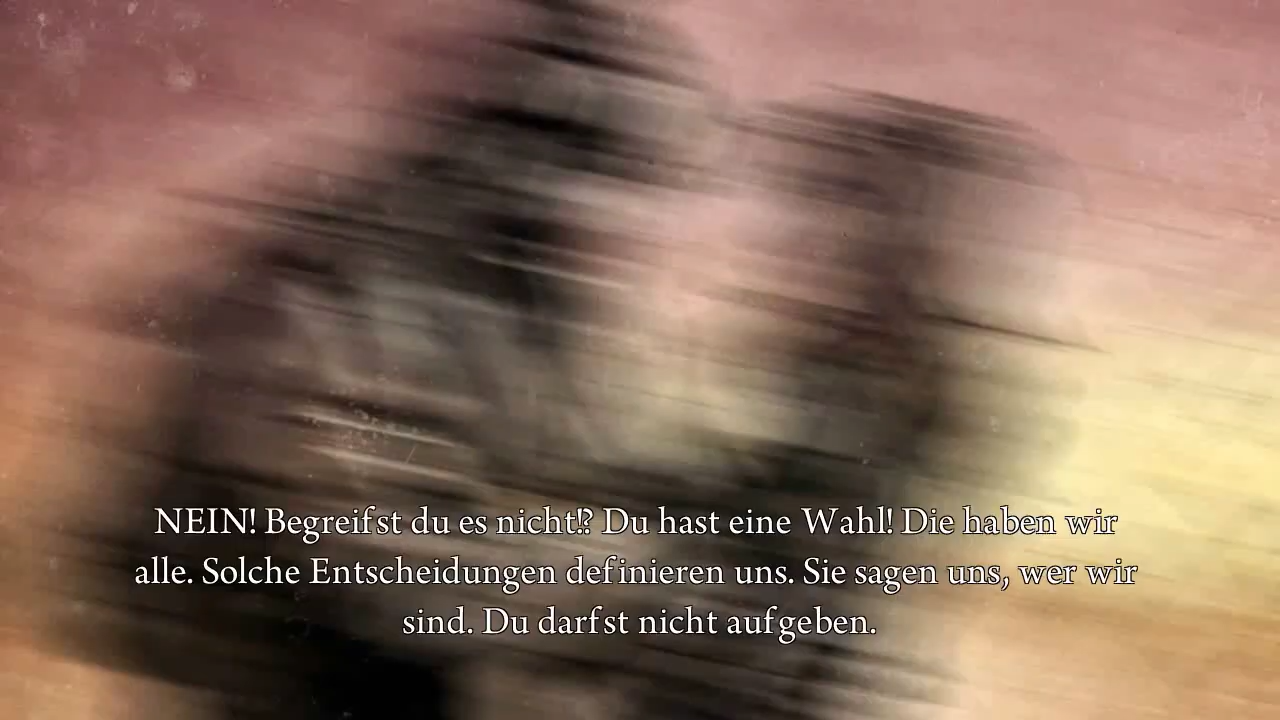 NEIN! Begreifst du es nicht!? Du hast eine Wahl! Die haben wir
alle. Solche Entscheidungen definieren uns. Sie sagen uns, wer wir
sind. Du darfst nicht aufgeben.